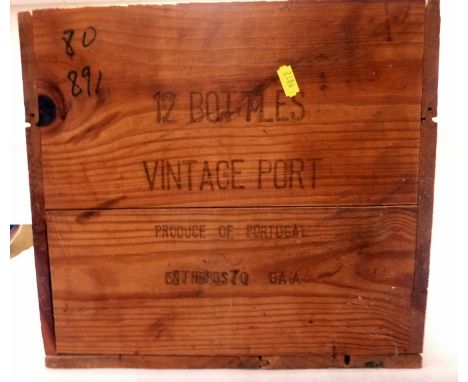 80
891
12 BOTTLES
VINTAGE PORT
PRODUCE OF PORTUGAL
GAIA